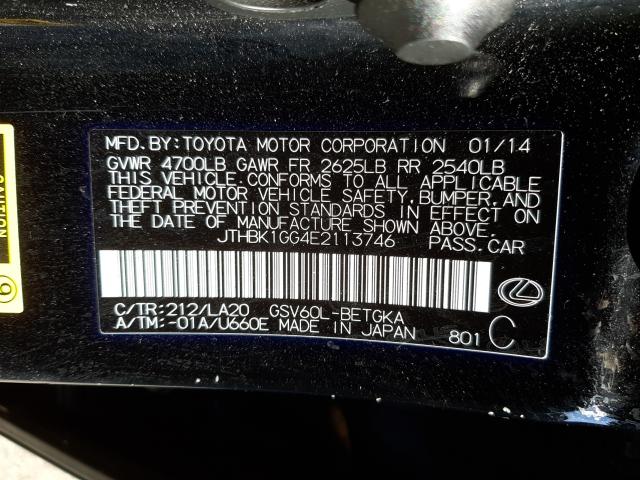 MFD. BY: TOYOTA MOTOR CORPORATION 01/14
GVWR 4700LB GAWR FR 2625LB RR 2540LB
THIS VEHICLE CONFORMS TO ALL APPLICABLE
FEDERAL MOTOR VEHICLE SAFETY, BUMPER, AND
THEFT PREVENTION STANDARDS IN EFFECT ON
THE DATE OF MANUFACTURE SHOWN ABOVE.
JTHBK1GG4E2113746 PASS. CAR
C/TR: 212/LA20 GSV60L-BETGKA
A/TM: -01A/U660E MADE IN JAPAN 801 C
CAUTION